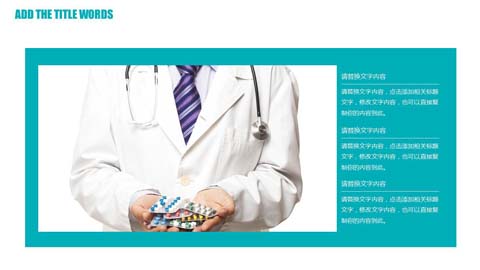 ADD THE TITLE WORDS
请替换文字内容
请替换文字内容，点击添加相关标题
文字，修改文字内容，也可以直接复
制你的内容到此。
请替换文字内容
请替换文字内容，点击添加相关标题
文字，修改文字内容，也可以直接复
制你的内容到此。
请替换文字内容
请替换文字内容，点击添加相关标题
文字，修改文字内容，也可以直接复
制你的内容到此。